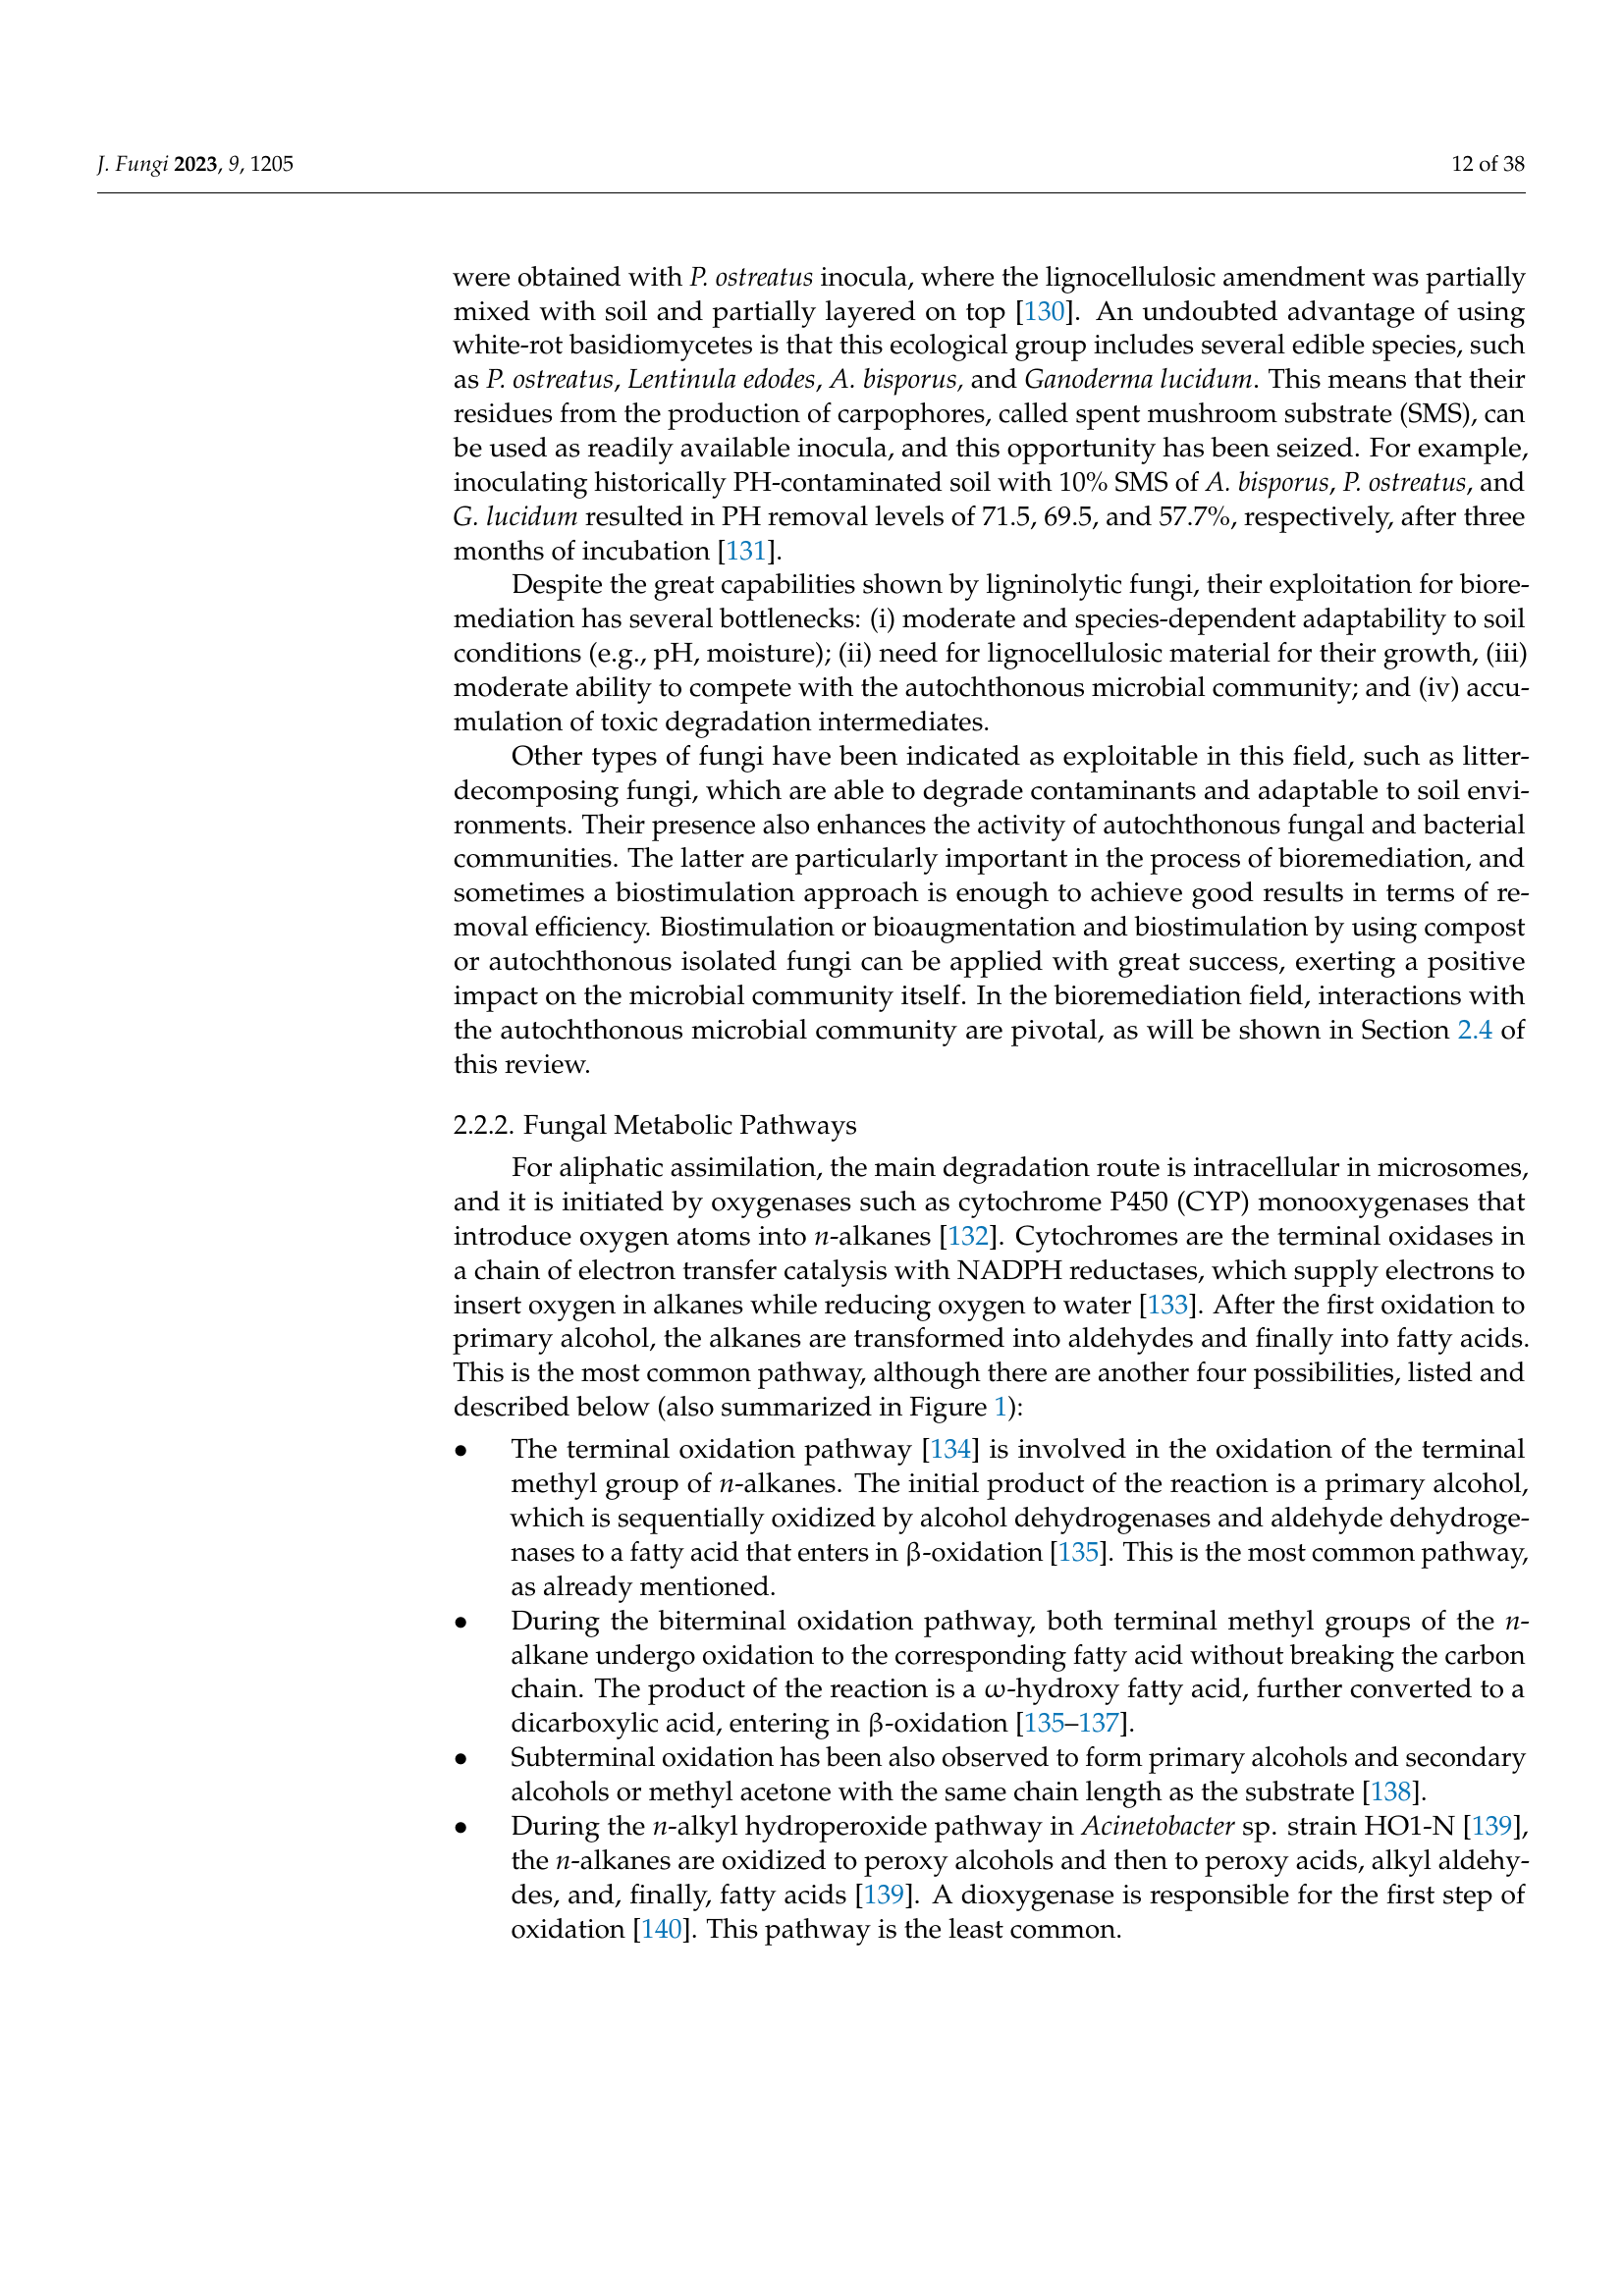 J. Fungi 2023, 9, 1205
12 of 38
were obtained with P. ostreatus inocula, where the lignocellulosic amendment was partially
mixed with soil and partially layered on top [130]. An undoubted advantage of using
white-rot basidiomycetes is that this ecological group includes several edible species, such
as P. ostreatus, Lentinula edodes, A. bisporus, and Ganoderma lucidum. This means that their
residues from the production of carpophores, called spent mushroom substrate (SMS), can
be used as readily available inocula, and this opportunity has been seized. For example,
inoculating historically PH-contaminated soil with 10% SMS of A. bisporus, P. ostreatus, and
G. lucidum resulted in PH removal levels of 71.5, 69.5, and 57.7%, respectively, after three
months of incubation [131].
Despite the great capabilities shown by ligninolytic fungi, their exploitation for biore-
mediation has several bottlenecks: (i) moderate and species-dependent adaptability to soil
conditions (e.g., pH, moisture); (ii) need for lignocellulosic material for their growth, (iii)
moderate ability to compete with the autochthonous microbial community; and (iv) accu-
mulation of toxic degradation intermediates.
Other types of fungi have been indicated as exploitable in this field, such as litter-
decomposing fungi, which are able to degrade contaminants and adaptable to soil envi-
ronments. Their presence also enhances the activity of autochthonous fungal and bacterial
communities. The latter are particularly important in the process of bioremediation, and
sometimes a biostimulation approach is enough to achieve good results in terms of re-
moval efficiency. Biostimulation or bioaugmentation and biostimulation by using compost
or autochthonous isolated fungi can be applied with great success, exerting a positive
impact on the microbial community itself. In the bioremediation field, interactions with
the autochthonous microbial community are pivotal, as will be shown in Section 2.4 of
this review.
2.2.2. Fungal Metabolic Pathways
For aliphatic assimilation, the main degradation route is intracellular in microsomes,
and it is initiated by oxygenases such as cytochrome P450 (CYP) monooxygenases that
introduce oxygen atoms into n-alkanes [132]. Cytochromes are the terminal oxidases in
a chain of electron transfer catalysis with NADPH reductases, which supply electrons to
insert oxygen in alkanes while reducing oxygen to water [133]. After the first oxidation to
primary alcohol, the alkanes are transformed into aldehydes and finally into fatty acids.
This is the most common pathway, although there are another four possibilities, listed and
described below (also summarized in Figure 1):
• The terminal oxidation pathway [134] is involved in the oxidation of the terminal
methyl group of n-alkanes. The initial product of the reaction is a primary alcohol,
which is sequentially oxidized by alcohol dehydrogenases and aldehyde dehydroge-
nases to a fatty acid that enters in β-oxidation [135]. This is the most common pathway,
as already mentioned.
• During the biterminal oxidation pathway, both terminal methyl groups of the n-
alkane undergo oxidation to the corresponding fatty acid without breaking the carbon
chain. The product of the reaction is a ω-hydroxy fatty acid, further converted to a
dicarboxylic acid, entering in β-oxidation [135–137].
• Subterminal oxidation has been also observed to form primary alcohols and secondary
alcohols or methyl acetone with the same chain length as the substrate [138].
• During the n-alkyl hydroperoxide pathway in Acinetobacter sp. strain HO1-N [139],
the n-alkanes are oxidized to peroxy alcohols and then to peroxy acids, alkyl aldehy-
des, and, finally, fatty acids [139]. A dioxygenase is responsible for the first step of
oxidation [140]. This pathway is the least common.